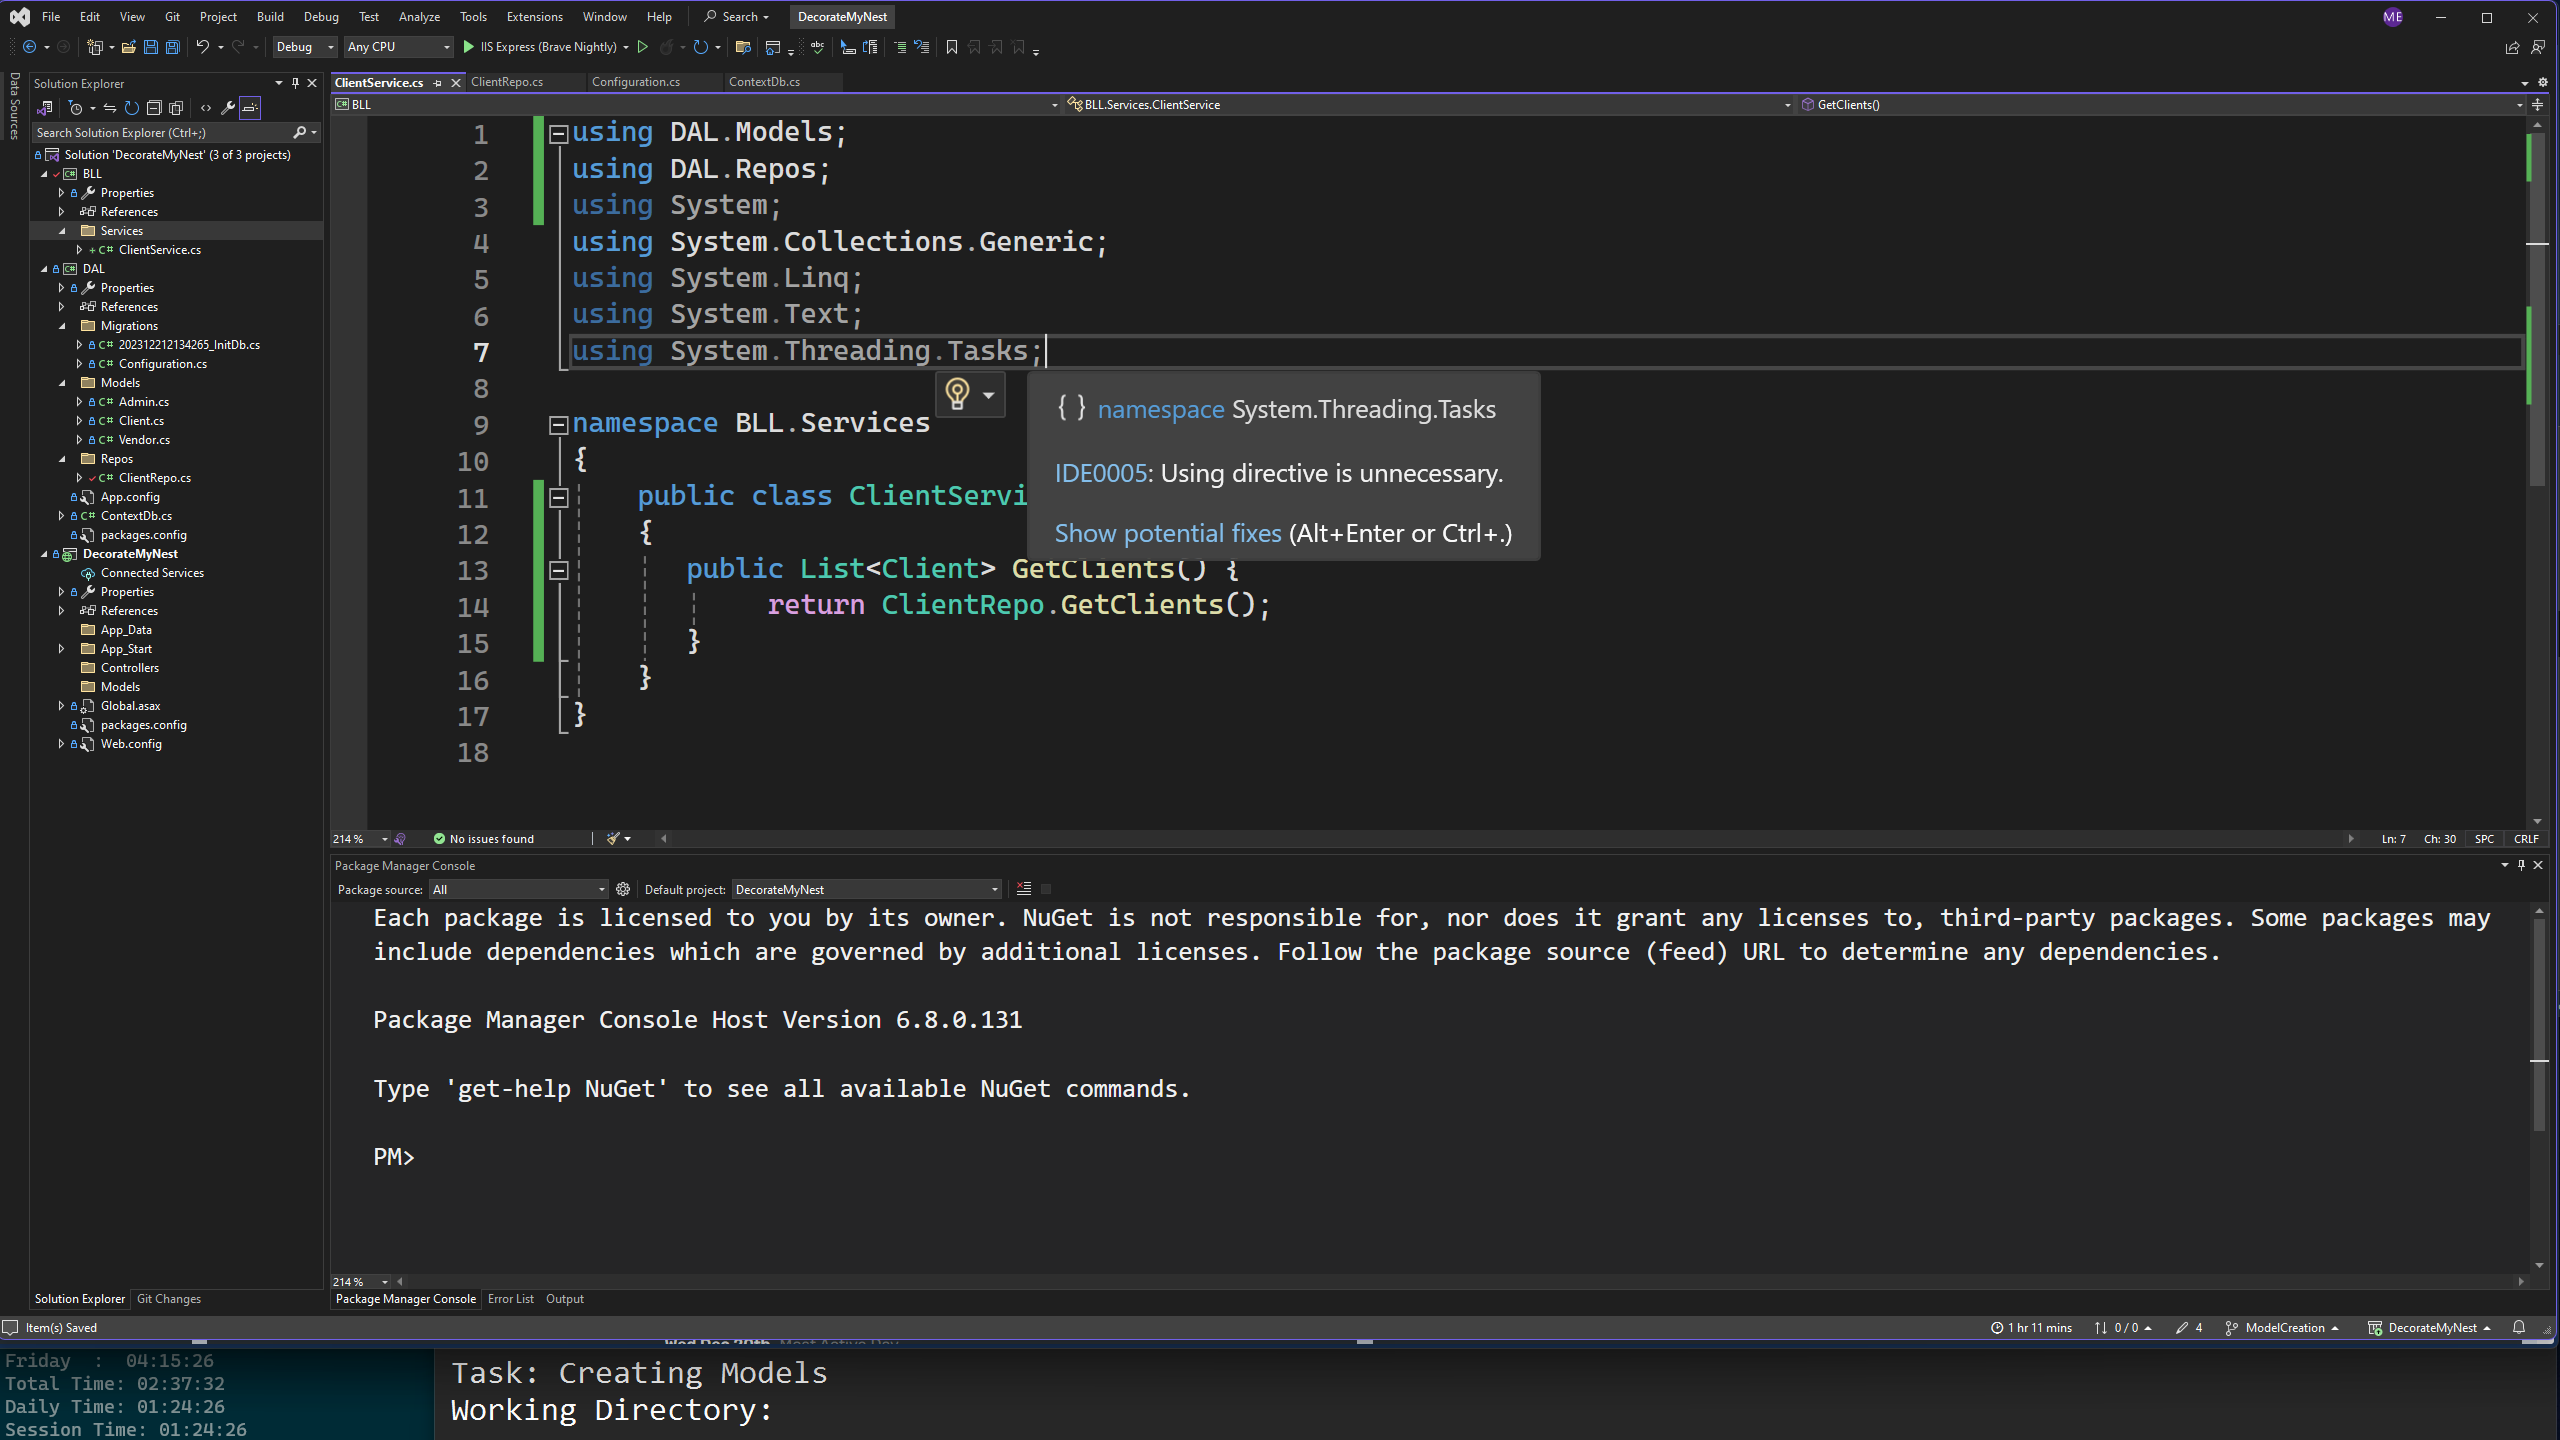 File Edit View Git Project Build Debug Test Analyze Tools Extensions Window Help Search DecorateMyNest ME
Debug Any CPU IIS Express (Brave Nightly)
Data Sources
Solution Explorer
Search Solution Explorer (Ctrl+;)
Solution 'DecorateMyNest' (3 of 3 projects)
BLL
Properties
References
Services
C# ClientService.cs
DAL
Properties
References
Migrations
C# 202312212134265_InitDb.cs
C# Configuration.cs
Models
C# Admin.cs
C# Client.cs
C# Vendor.cs
Repos
C# ClientRepo.cs
App.config
C# ContextDb.cs
packages.config
DecorateMyNest
Connected Services
Properties
References
App_Data
App_Start
Controllers
Models
Global.asax
packages.config
Web.config
Solution Explorer Git Changes
ClientService.cs ClientRepo.cs Configuration.cs ContextDb.cs
BLL BLL.Services.ClientService GetClients()
1 using DAL.Models;
2 using DAL.Repos;
3 using System;
4 using System.Collections.Generic;
5 using System.Linq;
6 using System.Text;
7 using System.Threading.Tasks;
8
9 namespace BLL.Services
10 {
11 public class ClientServi
12 {
13 public List<Client> GetClients() {
14 return ClientRepo.GetClients();
15 }
16 }
17 }
18
{ } namespace System.Threading.Tasks
IDE0005: Using directive is unnecessary.
Show potential fixes (Alt+Enter or Ctrl+.)
214 % No issues found Ln: 7 Ch: 30 SPC CRLF
Package Manager Console
Package source: All Default project: DecorateMyNest
Each package is licensed to you by its owner. NuGet is not responsible for, nor does it grant any licenses to, third-party packages. Some packages may
include dependencies which are governed by additional licenses. Follow the package source (feed) URL to determine any dependencies.
Package Manager Console Host Version 6.8.0.131
Type 'get-help NuGet' to see all available NuGet commands.
PM>
214 %
Package Manager Console Error List Output
Item(s) Saved 1 hr 11 mins 0 / 0 4 ModelCreation DecorateMyNest
Wed Dec 20th Most Active Day
Friday : 04:15:26
Total Time: 02:37:32
Daily Time: 01:24:26
Session Time: 01:24:26
Task: Creating Models
Working Directory: